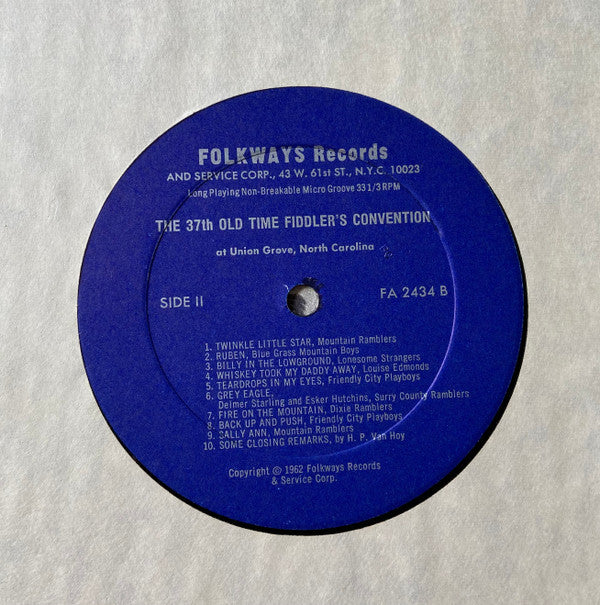 FOLKWAYS Records
AND SERVICE CORP., 43 W. 61st ST., N.Y.C. 10023
Long Playing Non-Breakable Micro Groove 33 1/3 RPM
THE 37th OLD TIME FIDDLER'S CONVENTION
at Union Grove, North Carolina
SIDE II FA 2434 B
1. TWINKLE LITTLE STAR, Mountain Ramblers
2. RUBEN, Blue Grass Mountain Boys
3. BILLY IN THE LOWGROUND, Lonesome Strangers
4. WHISKEY TOOK MY DADDY AWAY, Louise Edmonds
5. TEARDROPS IN MY EYES, Friendly City Playboys
6. GREY EAGLE,
Delmer Starling and Esker Hutchins, Surry County Ramblers
7. FIRE ON THE MOUNTAIN, Dixie Ramblers
8. BACK UP AND PUSH, Friendly City Playboys
9. SALLY ANN, Mountain Ramblers
10. SOME CLOSING REMARKS, by H. P. Van Hoy
Copyright © 1962 Folkways Records
& Service Corp.